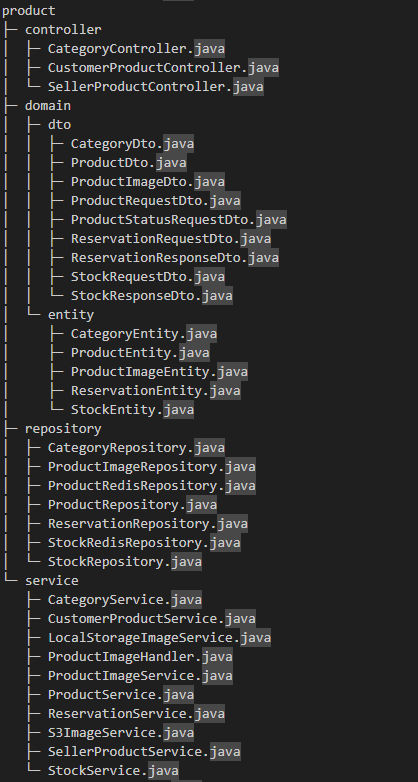 product
├─ controller
│  ├─ CategoryController.java
│  ├─ CustomerProductController.java
│  └─ SellerProductController.java
├─ domain
│  ├─ dto
│  │  ├─ CategoryDto.java
│  │  ├─ ProductDto.java
│  │  ├─ ProductImageDto.java
│  │  ├─ ProductRequestDto.java
│  │  ├─ ProductStatusRequestDto.java
│  │  ├─ ReservationRequestDto.java
│  │  ├─ ReservationResponseDto.java
│  │  ├─ StockRequestDto.java
│  │  └─ StockResponseDto.java
│  └─ entity
│     ├─ CategoryEntity.java
│     ├─ ProductEntity.java
│     ├─ ProductImageEntity.java
│     ├─ ReservationEntity.java
│     └─ StockEntity.java
├─ repository
│  ├─ CategoryRepository.java
│  ├─ ProductImageRepository.java
│  ├─ ProductRedisRepository.java
│  ├─ ProductRepository.java
│  ├─ ReservationRepository.java
│  ├─ StockRedisRepository.java
│  └─ StockRepository.java
└─ service
   ├─ CategoryService.java
   ├─ CustomerProductService.java
   ├─ LocalStorageImageService.java
   ├─ ProductImageHandler.java
   ├─ ProductImageService.java
   ├─ ProductService.java
   ├─ ReservationService.java
   ├─ S3ImageService.java
   ├─ SellerProductService.java
   └─ StockService.java